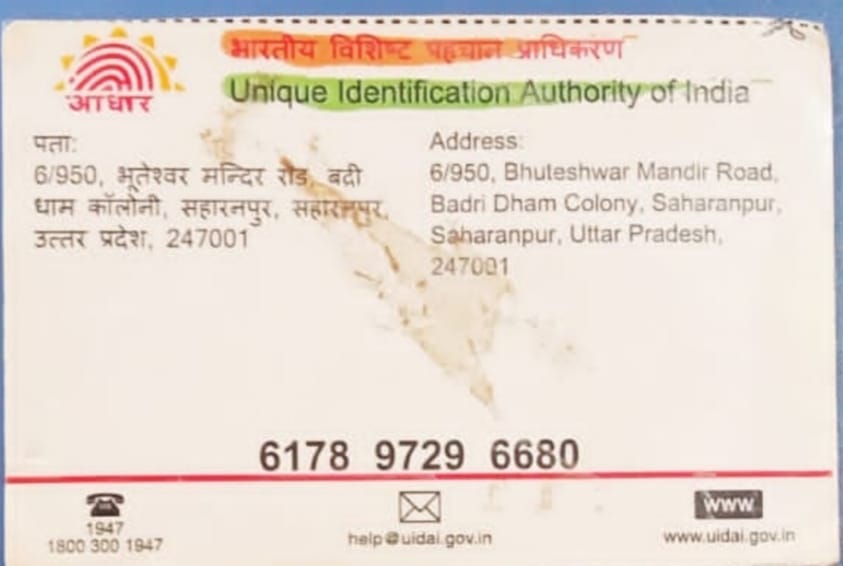 भारतीय विशिष्ट पहचान प्राधिकरण
Unique Identification Authority of India
आधार
पता:
6/950, भूतेश्वर मन्दिर रोड, बदी
धाम कॉलोनी, सहारनपुर, सहारनपुर,
उत्तर प्रदेश, 247001
Address:
6/950, Bhuteshwar Mandir Road,
Badri Dham Colony, Saharanpur,
Saharanpur, Uttar Pradesh,
247001
6178 9729 6680
1947
1800 300 1947
help@uidai.gov.in
WWW
www.uidai.gov.in